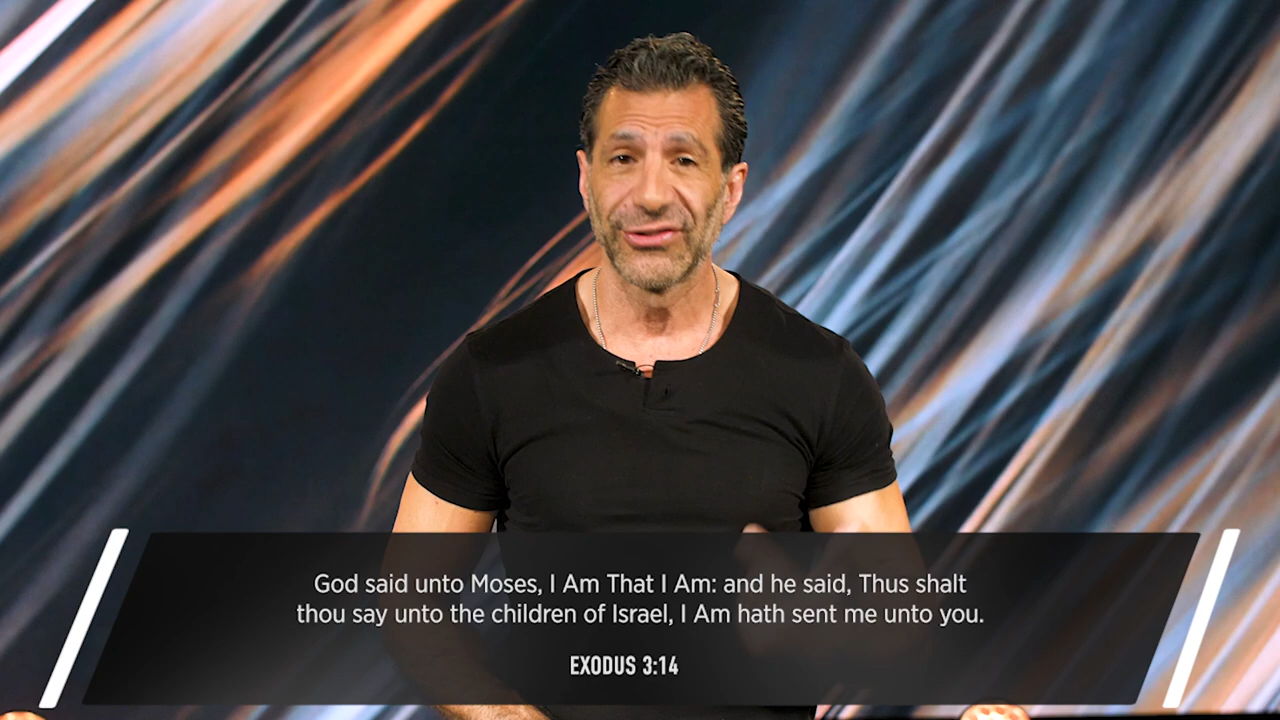 God said unto Moses, I Am That I Am: and he said, Thus shalt
thou say unto the children of Israel, I Am hath sent me unto you.
EXODUS 3:14